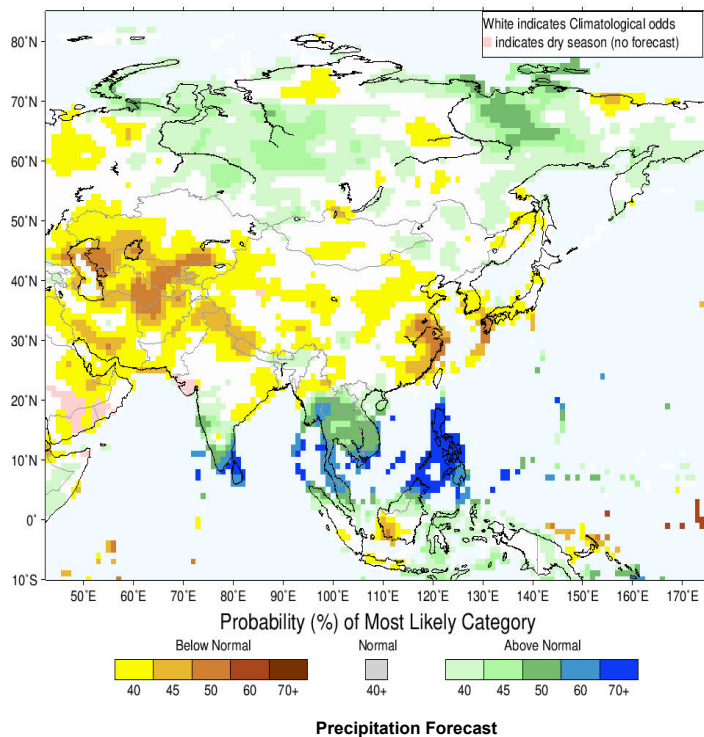 White indicates Climatological odds
indicates dry season (no forecast)
80˚N
70˚N
60˚N
50˚N
40˚N
30˚N
20˚N
10˚N
0˚
10˚S
50˚E 60˚E 70˚E 80˚E 90˚E 100˚E 110˚E 120˚E 130˚E 140˚E 150˚E 160˚E 170˚E
Probability (%) of Most Likely Category
Below Normal Normal Above Normal
40 45 50 60 70+ 40+ 40 45 50 60 70+
Precipitation Forecast